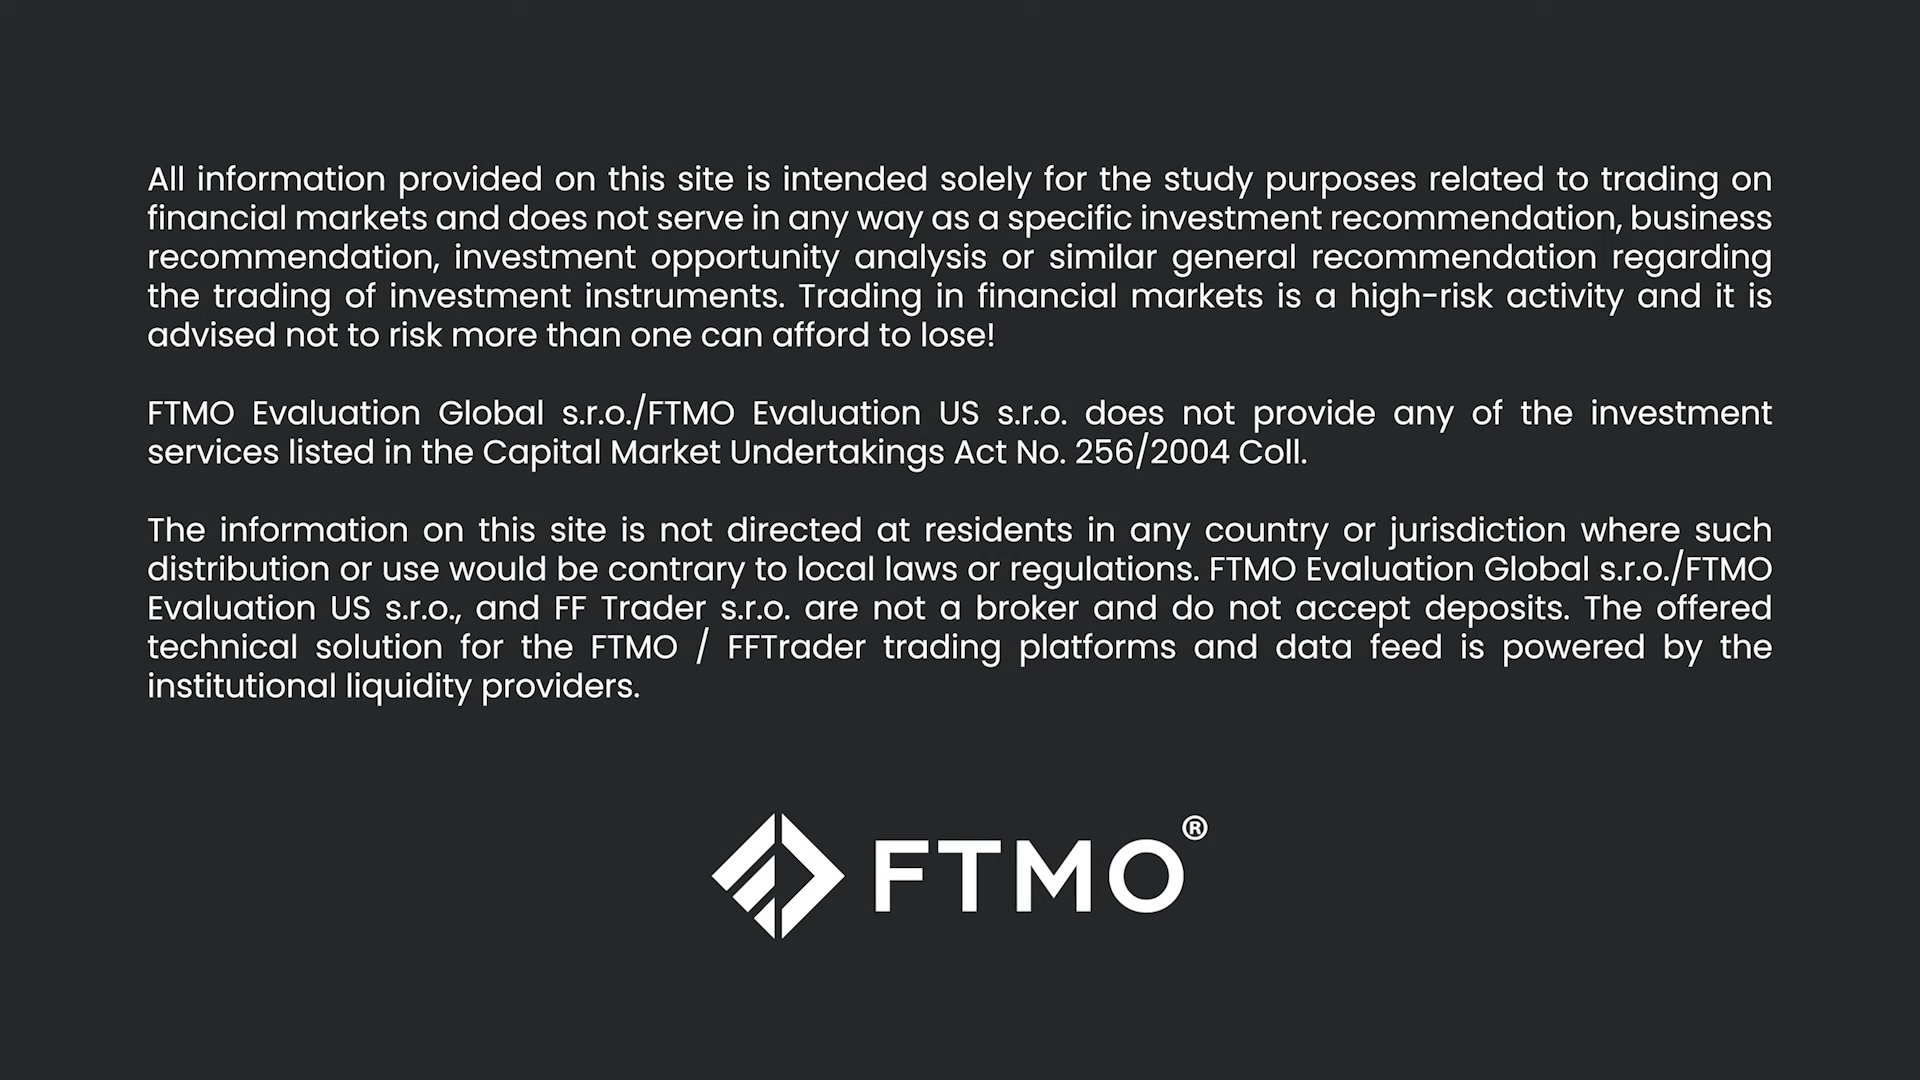 All information provided on this site is intended solely for the study purposes related to trading on
financial markets and does not serve in any way as a specific investment recommendation, business
recommendation, investment opportunity analysis or similar general recommendation regarding
the trading of investment instruments. Trading in financial markets is a high-risk activity and it is
advised not to risk more than one can afford to lose!
FTMO Evaluation Global s.r.o./FTMO Evaluation US s.r.o. does not provide any of the investment
services listed in the Capital Market Undertakings Act No. 256/2004 Coll.
The information on this site is not directed at residents in any country or jurisdiction where such
distribution or use would be contrary to local laws or regulations. FTMO Evaluation Global s.r.o./FTMO
Evaluation US s.r.o., and FF Trader s.r.o. are not a broker and do not accept deposits. The offered
technical solution for the FTMO / FFTrader trading platforms and data feed is powered by the
institutional liquidity providers.
FTMO®